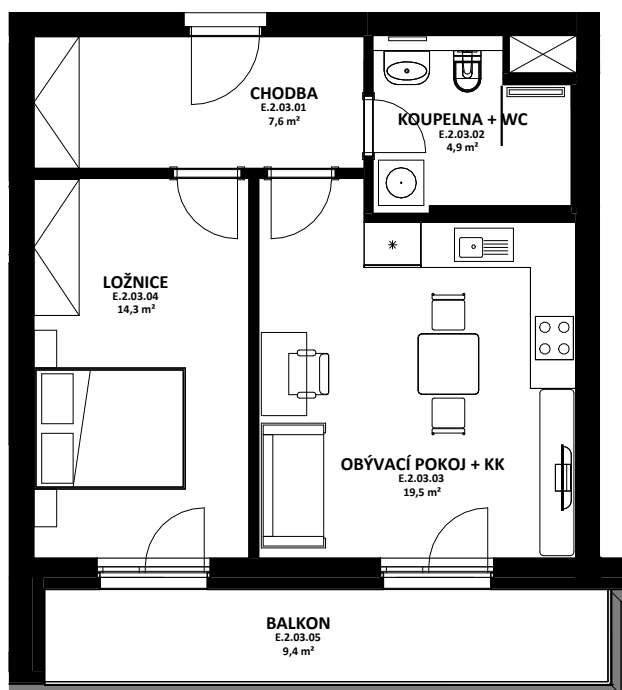 CHODBA
E.2.03.01
7,6 m²
KOUPELNA + WC
E.2.03.02
4,9 m²
LOŽNICE
E.2.03.04
14,3 m²
OBÝVACÍ POKOJ + KK
E.2.03.03
19,5 m²
BALKON
E.2.03.05
9,4 m²